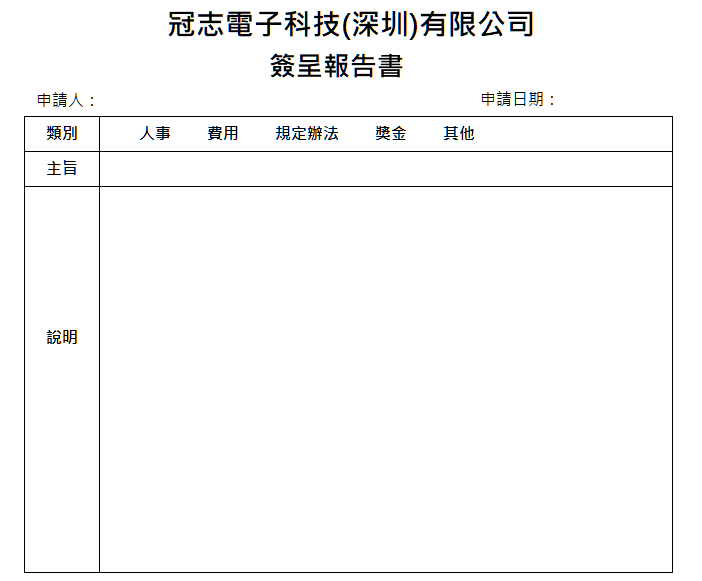 冠志電子科技(深圳)有限公司
簽呈報告書
申請人： 申請日期：
類別 人事 費用 規定辦法 獎金 其他
主旨
說明